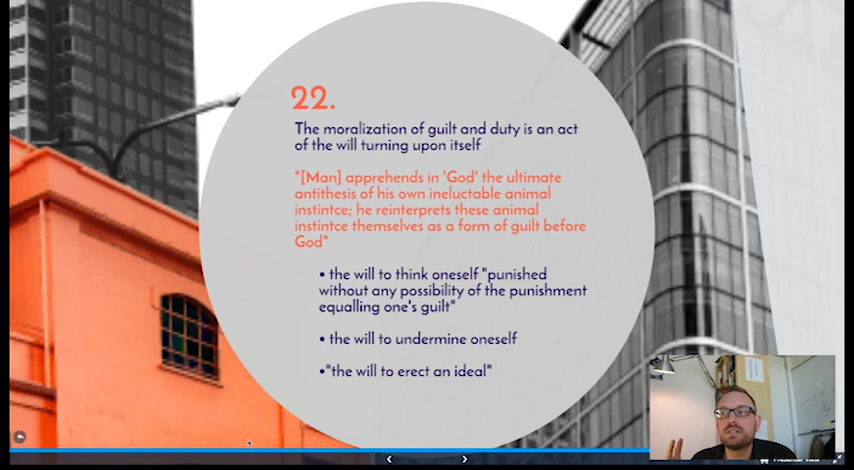 22.
The moralization of guilt and duty is an act
of the will turning upon itself
"[Man] apprehends in 'God' the ultimate
antithesis of his own ineluctable animal
instintce; he reinterprets these animal
instintce themselves as a form of guilt before
God"
• the will to think oneself "punished
without any possibility of the punishment
equalling one's guilt"
• the will to undermine oneself
•"the will to erect an ideal"